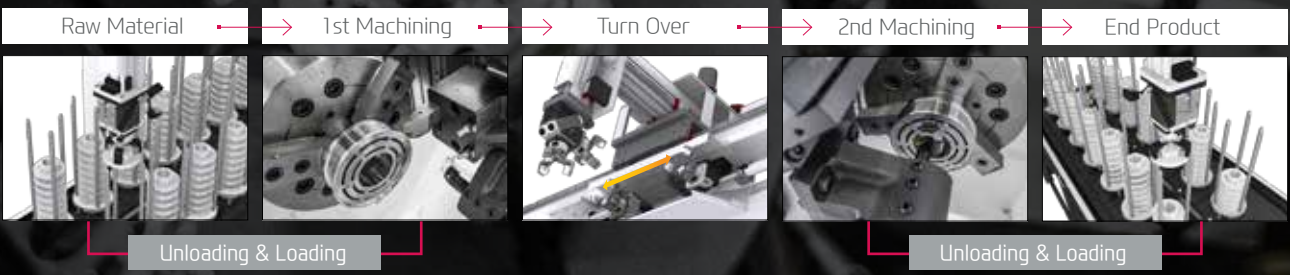 Raw Material
1st Machining
Turn Over
2nd Machining
End Product
Unloading & Loading
Unloading & Loading